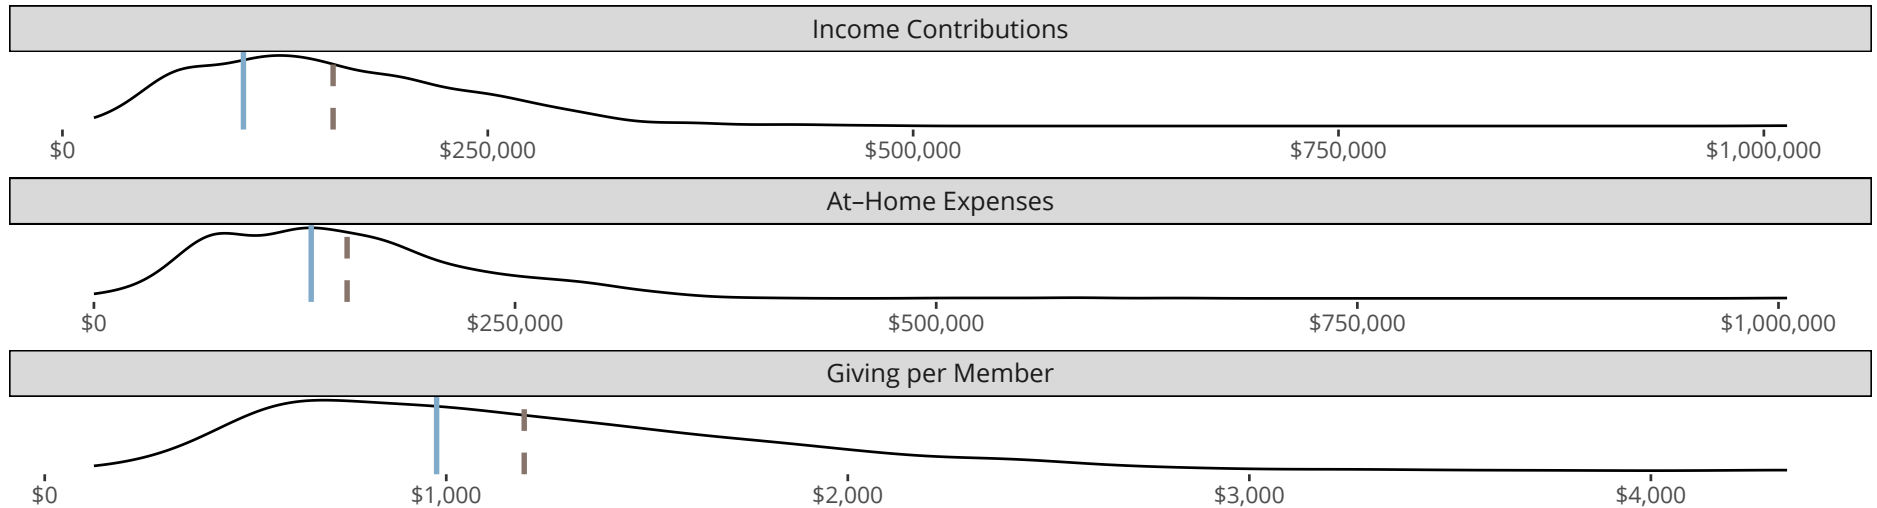 Income Contributions
$0 $250,000 $500,000 $750,000 $1,000,000
At–Home Expenses
$0 $250,000 $500,000 $750,000 $1,000,000
Giving per Member
$0 $1,000 $2,000 $3,000 $4,000